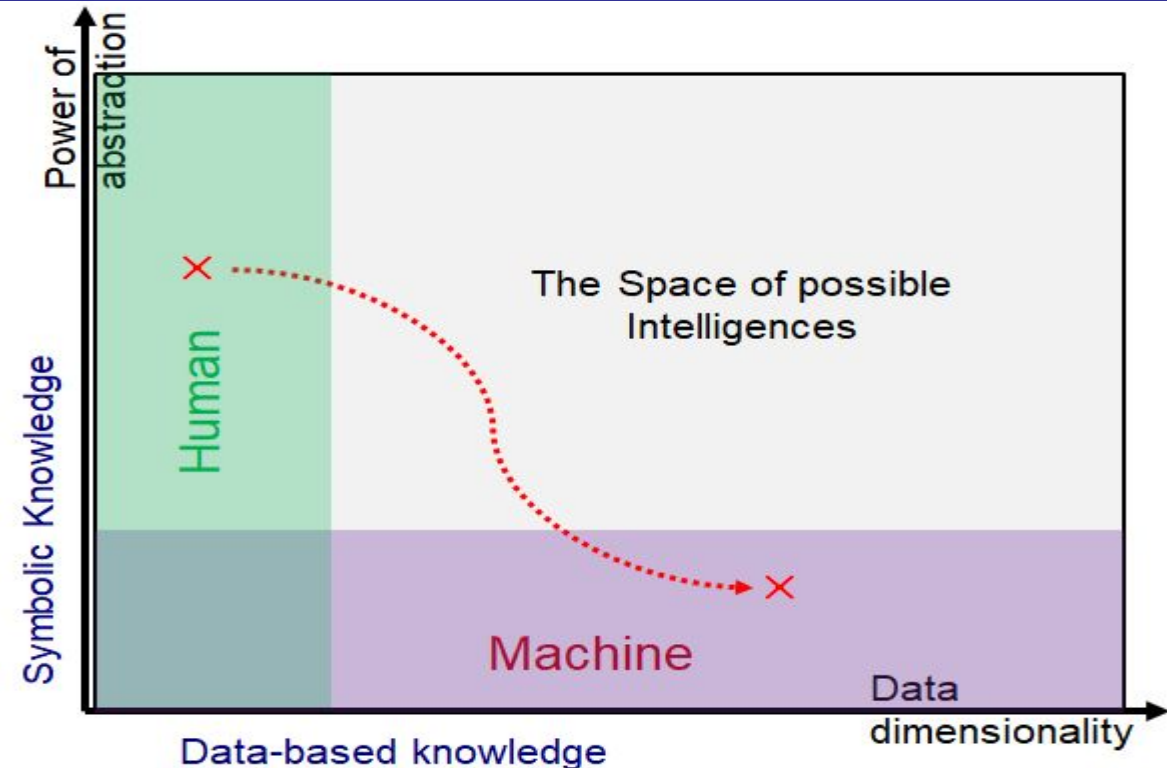 Power of
abstraction
The Space of possible
Intelligences
Human
Symbolic Knowledge
Machine
Data
dimensionality
Data-based knowledge